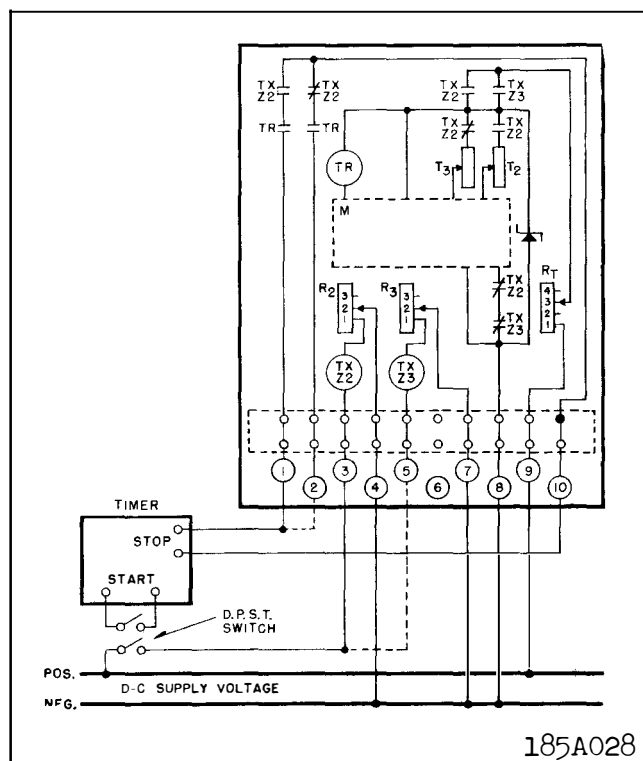 TX
Z2
TX
Z2
TX
Z2
TX
Z3
TR
TR
TX
Z2
TX
Z2
TR
T3
T2
M
R2
3
2
1
R3
3
2
1
TX
Z2
TX
Z3
RT
4
3
2
1
TX
Z2
TX
Z3
1
2
3
4
5
6
7
8
9
10
TIMER
STOP
START
D.P.S.T.
SWITCH
POS.
D-C SUPPLY VOLTAGE
NEG.
185A028